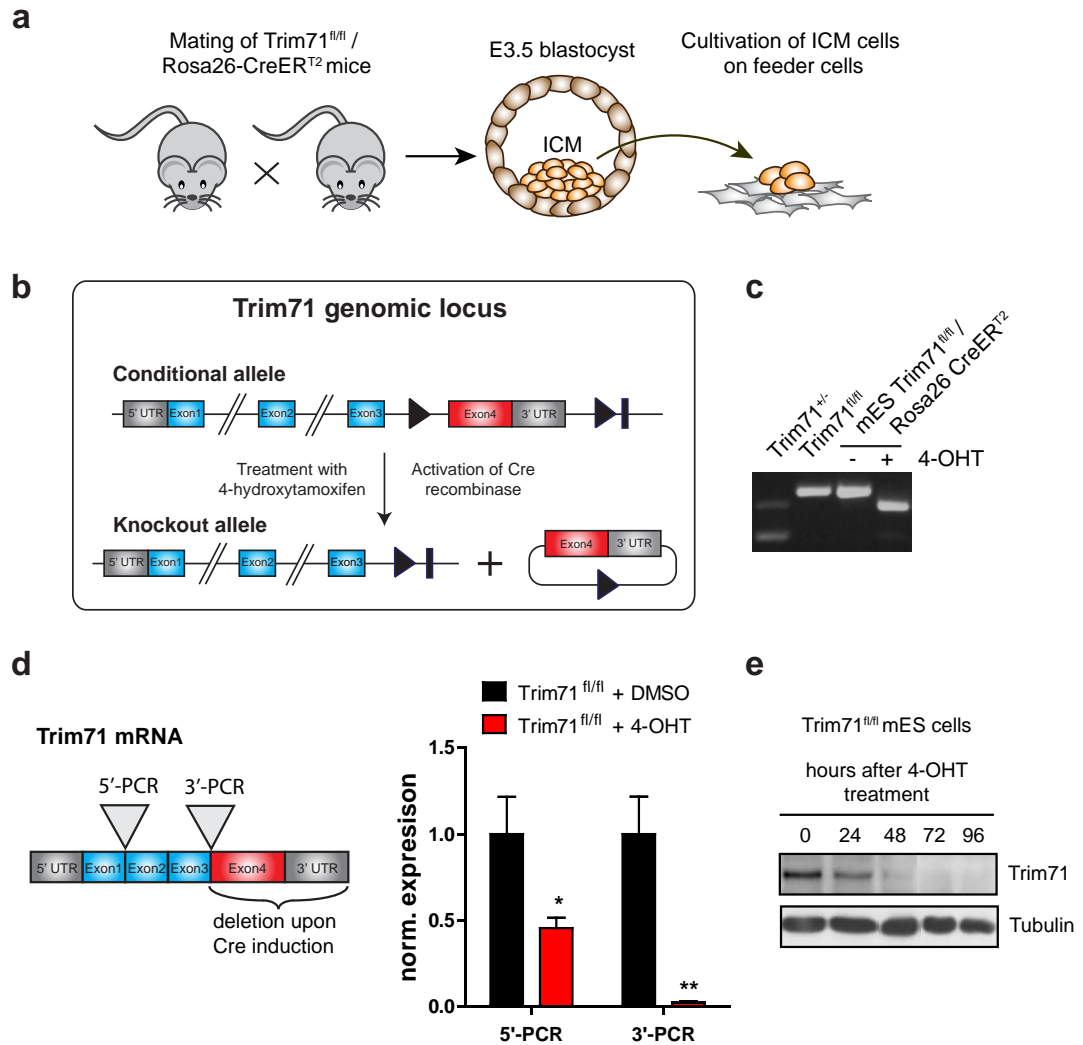 a
Mating of Trim71fl/fl /
Rosa26-CreERT2 mice
E3.5 blastocyst
ICM
Cultivation of ICM cells
on feeder cells
b
Trim71 genomic locus
Conditional allele
5' UTR Exon1 Exon2 Exon3 Exon4 3' UTR
Treatment with
4-hydroxytamoxifen
Activation of Cre
recombinase
Knockout allele
5' UTR Exon1 Exon2 Exon3 + Exon4 3' UTR
c
Trim71+/-
Trim71fl/fl
mES Trim71fl/fl /
Rosa26 CreERT2
- + 4-OHT
d
Trim71 mRNA
5'-PCR 3'-PCR
5' UTR Exon1 Exon2 Exon3 Exon4 3' UTR
deletion upon
Cre induction
Trim71 fl/fl + DMSO
Trim71fl/fl + 4-OHT
norm. expresison
1.5
1.0
0.5
0.0
*
**
5'-PCR 3'-PCR
e
Trim71fl/fl mES cells
hours after 4-OHT
treatment
0 24 48 72 96
Trim71
Tubulin